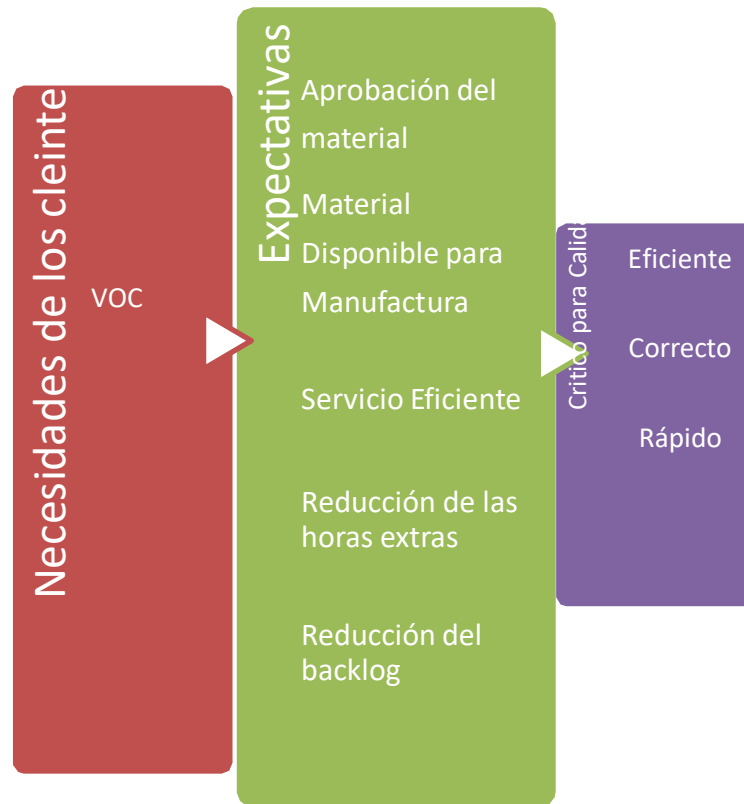 Necesidades de los cleinte
VOC
Expectativas
Aprobación del
material
Material
Disponible para
Manufactura
Servicio Eficiente
Reducción de las
horas extras
Reducción del
backlog
Critico para Calida
Eficiente
Correcto
Rápido